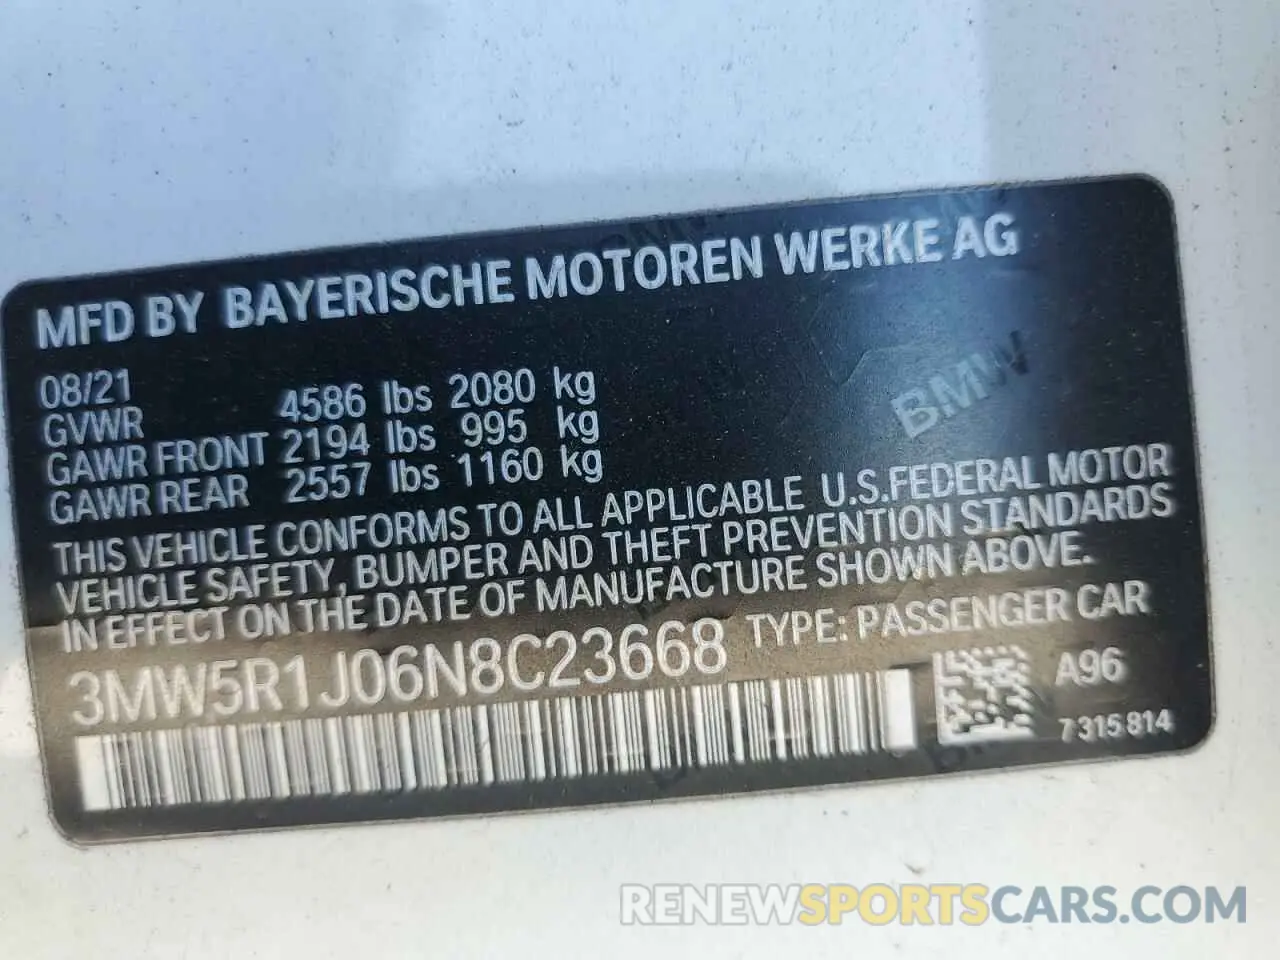 MFD BY BAYERISCHE MOTOREN WERKE AG
08/21
GVWR 4586 lbs 2080 kg
GAWR FRONT 2194 lbs 995 kg
GAWR REAR 2557 lbs 1160 kg
BMW
THIS VEHICLE CONFORMS TO ALL APPLICABLE U.S.FEDERAL MOTOR
VEHICLE SAFETY, BUMPER AND THEFT PREVENTION STANDARDS
IN EFFECT ON THE DATE OF MANUFACTURE SHOWN ABOVE.
3MW5R1J06N8C23668 TYPE: PASSENGER CAR
A96
7 315 814
RENEWSPORTSCARS.COM